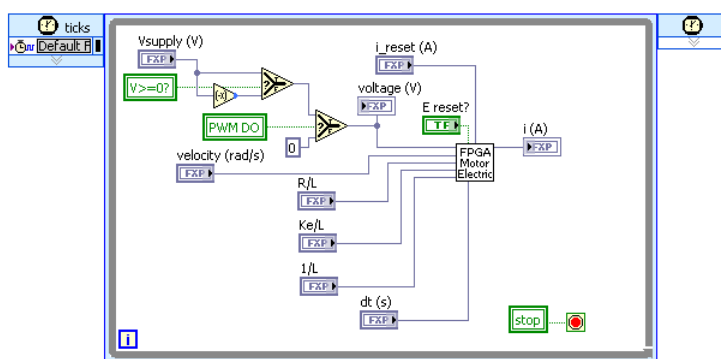 ticks
Default F
Vsupply (V)
FXP
V>=0?
(-x)
?
T
F
PWM DO
?
T
F
0
i_reset (A)
FXP
voltage (V)
FXP
E reset?
TF
i (A)
FXP
FPGA
Motor
Electric
velocity (rad/s)
FXP
R/L
FXP
Ke/L
FXP
1/L
FXP
dt (s)
FXP
stop
i